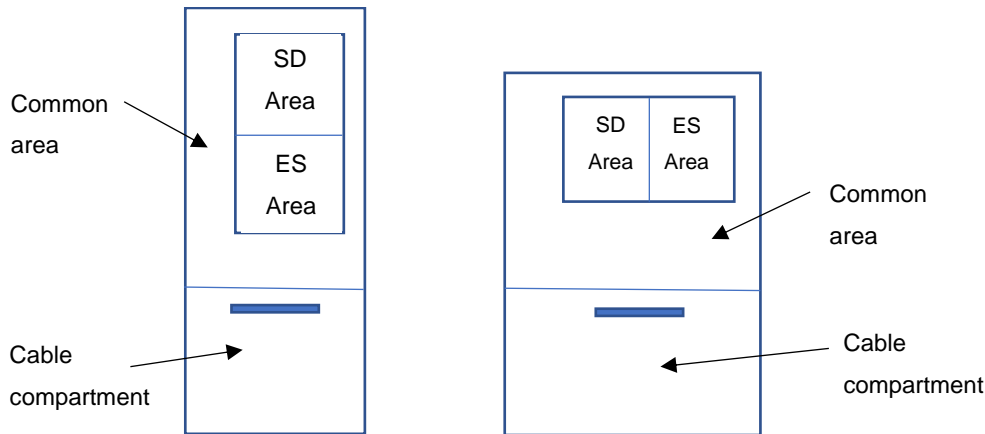 SD
Area
ES
Area
Common
area
Cable
compartment
SD
Area
ES
Area
Common
area
Cable
compartment